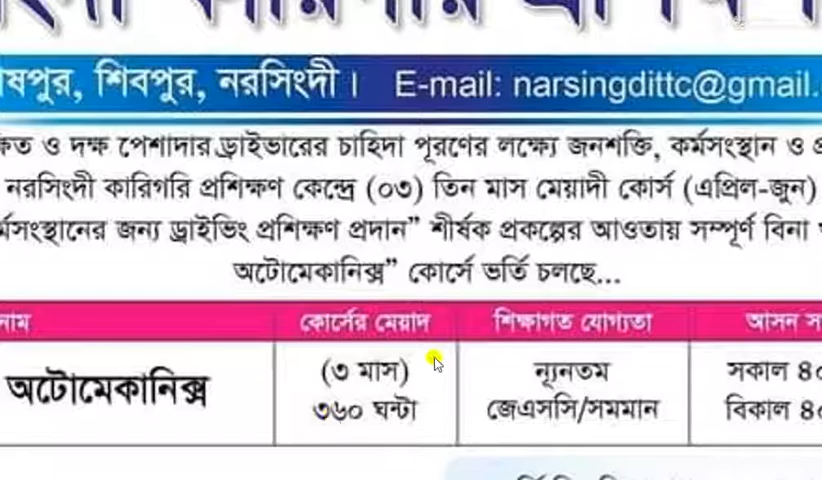 শিবপুর, নরসিংদী। E-mail: narsingdittc@gmail.
ও দক্ষ পেশাদার ড্রাইভারের চাহিদা পূরণের লক্ষ্যে জনশক্তি, কর্মসংস্থান ও
নরসিংদী কারিগরি প্রশিক্ষণ কেন্দ্রে (০৩) তিন মাস মেয়াদী কোর্স (এপ্রিল-জুন)
জন্য ড্রাইভিং প্রশিক্ষণ প্রদান” শীর্ষক প্রকল্পের আওতায় সম্পূর্ণ বিনা
অটোমেকানিক্স” কোর্সে ভর্তি চলছে...
নাম কোর্সের মেয়াদ শিক্ষাগত যোগ্যতা আসন
অটোমেকানিক্স (৩ মাস) ন্যূনতম সকাল
৩৬০ ঘন্টা জেএসসি/সমমান বিকাল